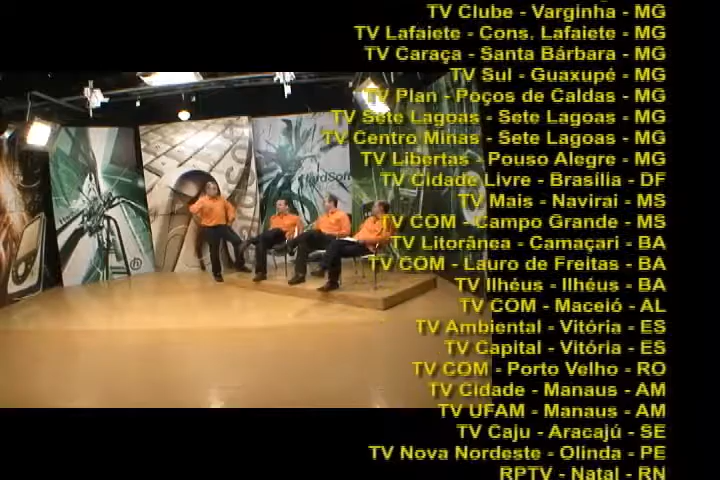 TV Clube - Varginha - MG
TV Lafaiete - Cons. Lafaiete - MG
TV Caraça - Santa Bárbara - MG
TV Sul - Guaxupé - MG
TV Plan - Poços de Caldas - MG
TV Sete Lagoas - Sete Lagoas - MG
TV Centro Minas - Sete Lagoas - MG
TV Libertas - Pouso Alegre - MG
TV Cidade Livre - Brasília - DF
HardSoft
TV Mais - Navirai - MS
TV COM - Campo Grande - MS
TV Litorânea - Camaçari - BA
TV COM - Lauro de Freitas - BA
®
TV Ilhéus - Ilhéus - BA
TV COM - Maceió - AL
TV Ambiental - Vitória - ES
TV Capital - Vitória - ES
TV COM - Porto Velho - RO
TV Cidade - Manaus - AM
TV UFAM - Manaus - AM
TV Caju - Aracajú - SE
TV Nova Nordeste - Olinda - PE
RPTV - Natal - RN